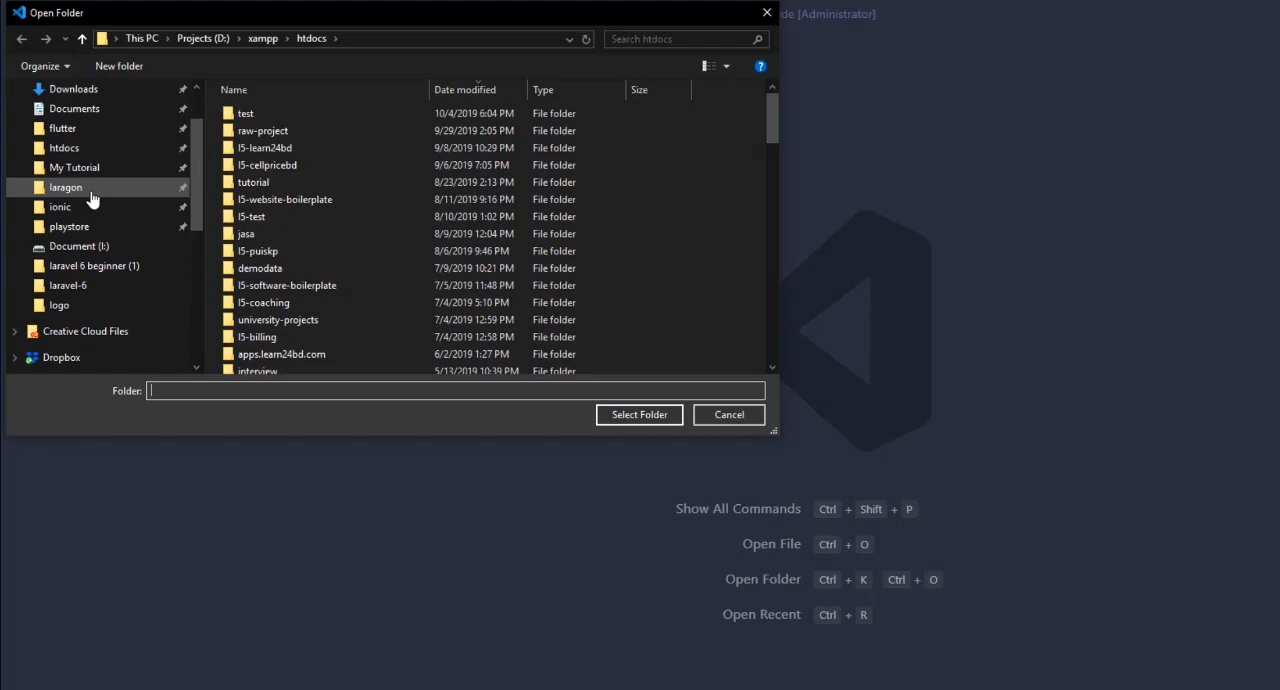 Open Folder
de [Administrator]
This PC > Projects (D:) > xampp > htdocs >
Search htdocs
Organize
New folder
Downloads
Documents
flutter
htdocs
My Tutorial
laragon
ionic
playstore
Document (I:)
laravel 6 beginner (1)
laravel-6
logo
Creative Cloud Files
Dropbox
Name Date modified Type Size
test 10/4/2019 6:04 PM File folder
raw-project 9/29/2019 2:05 PM File folder
l5-learn24bd 9/8/2019 10:29 PM File folder
l5-cellpricebd 9/6/2019 7:05 PM File folder
tutorial 8/23/2019 2:13 PM File folder
l5-website-boilerplate 8/11/2019 9:16 PM File folder
l5-test 8/10/2019 1:02 PM File folder
jasa 8/9/2019 12:04 PM File folder
l5-puiskp 8/6/2019 9:46 PM File folder
demodata 7/9/2019 10:21 PM File folder
l5-software-boilerplate 7/5/2019 11:48 PM File folder
l5-coaching 7/4/2019 5:10 PM File folder
university-projects 7/4/2019 12:59 PM File folder
l5-billing 7/4/2019 12:58 PM File folder
apps.learn24bd.com 6/2/2019 1:27 PM File folder
interview 5/13/2019 10:39 PM File folder
Folder:
Select Folder
Cancel
Show All Commands Ctrl + Shift + P
Open File Ctrl + O
Open Folder Ctrl + K Ctrl + O
Open Recent Ctrl + R